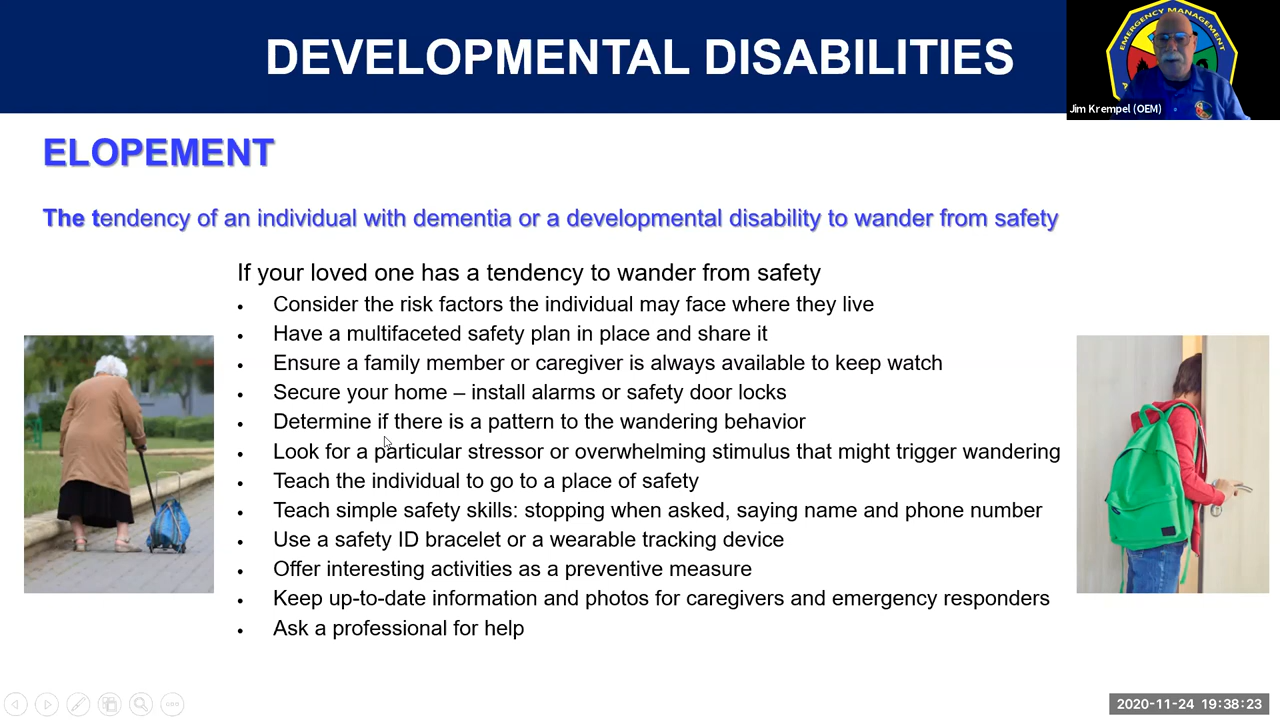 DEVELOPMENTAL DISABILITIES
EMERGENCY MANAGEMENT
Jim Krempel (OEM)
ELOPEMENT
The tendency of an individual with dementia or a developmental disability to wander from safety
If your loved one has a tendency to wander from safety
• Consider the risk factors the individual may face where they live
• Have a multifaceted safety plan in place and share it
• Ensure a family member or caregiver is always available to keep watch
• Secure your home – install alarms or safety door locks
• Determine if there is a pattern to the wandering behavior
• Look for a particular stressor or overwhelming stimulus that might trigger wandering
• Teach the individual to go to a place of safety
• Teach simple safety skills: stopping when asked, saying name and phone number
• Use a safety ID bracelet or a wearable tracking device
• Offer interesting activities as a preventive measure
• Keep up-to-date information and photos for caregivers and emergency responders
• Ask a professional for help
2020-11-24 19:38:23